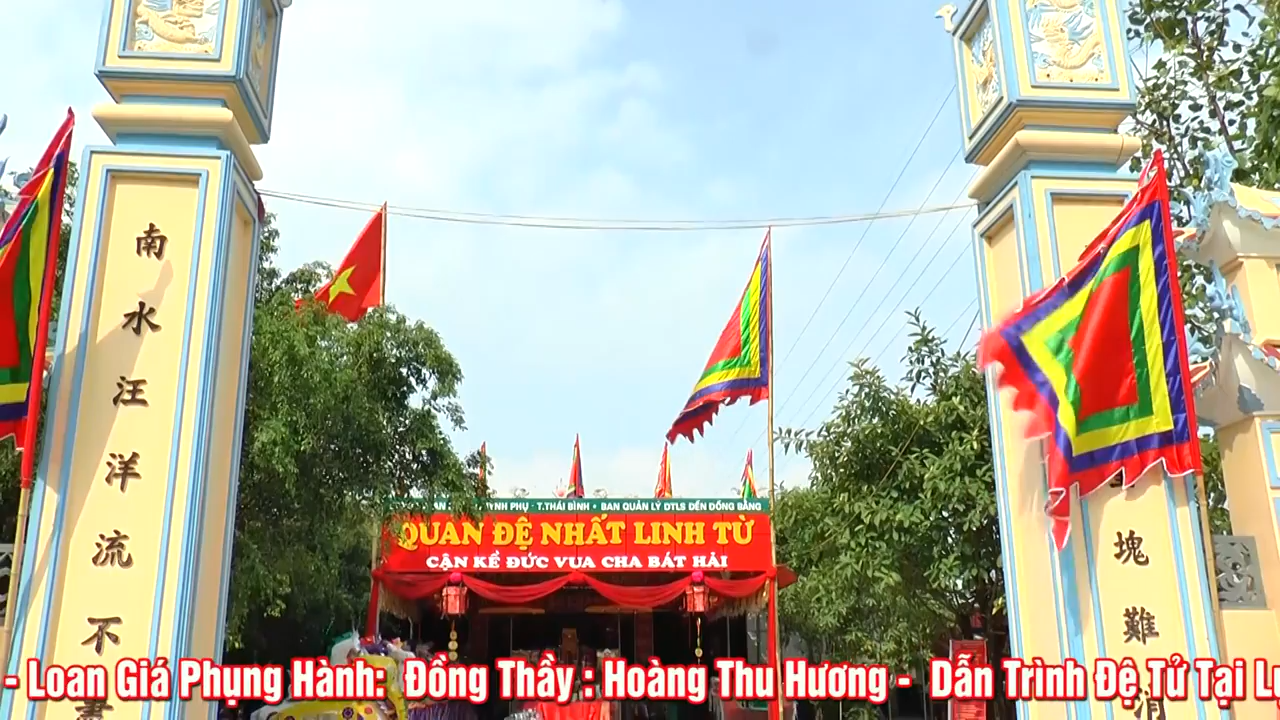 南水汪洋流不
塊難消
T.THÁI BÌNH - BAN QUẢN LÝ DTLS ĐỀN ĐỒNG BẰNG
QUAN ĐỆ NHẤT LINH TỪ
CẬN KỀ ĐỨC VUA CHA BÁT HẢI
- Loan Giá Phụng Hành: Đồng Thầy : Hoàng Thu Hương - Dẫn Trình Đệ Tử Tại